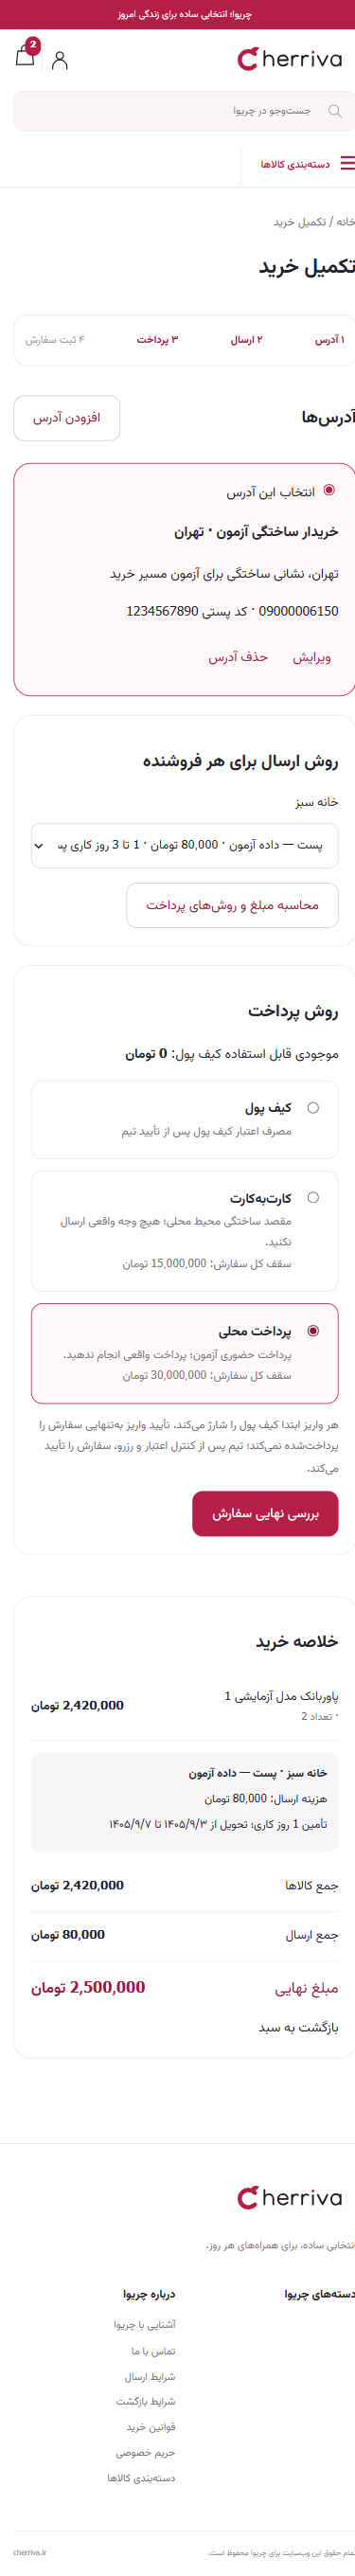 چریوا؛ انتخابی ساده برای زندگی امروز
Cherriva
2
جست‌وجو در چریوا
دسته‌بندی کالاها
خانه / تکمیل خرید
تکمیل خرید
۱ آدرس
۲ ارسال
۳ پرداخت
۴ ثبت سفارش
آدرس‌ها
افزودن آدرس
انتخاب این آدرس
خریدار ساختگی آزمون · تهران
تهران، نشانی ساختگی برای آزمون مسیر خرید
09000006150 · کد پستی 1234567890
ویرایش
حذف آدرس
روش ارسال برای هر فروشنده
خانه سبز
پست — داده آزمون · 80,000 تومان · 1 تا 3 روز کاری پ
محاسبه مبلغ و روش‌های پرداخت
روش پرداخت
موجودی قابل استفاده کیف پول: 0 تومان
کیف پول
مصرف اعتبار کیف پول پس از تأیید تیم
کارت‌به‌کارت
مقصد ساختگی محیط محلی؛ هیچ وجه واقعی ارسال
نکنید.
سقف کل سفارش: 15,000,000 تومان
پرداخت محلی
پرداخت حضوری آزمون؛ پرداخت واقعی انجام ندهید.
سقف کل سفارش: 30,000,000 تومان
هر واریز ابتدا کیف پول را شارژ می‌کند. تأیید واریز به‌تنهایی سفارش را
پرداخت‌شده نمی‌کند؛ تیم پس از کنترل اعتبار و رزرو، سفارش را تأیید
می‌کند.
بررسی نهایی سفارش
خلاصه خرید
پاوربانک مدل آزمایشی 1
· تعداد 2
2,420,000 تومان
خانه سبز · پست — داده آزمون
هزینه ارسال: 80,000 تومان
تأمین 1 روز کاری؛ تحویل از ۱۴۰۵/۹/۳ تا ۱۴۰۵/۹/۷
جمع کالاها
2,420,000 تومان
جمع ارسال
80,000 تومان
مبلغ نهایی
2,500,000 تومان
بازگشت به سبد
Cherriva
انتخابی ساده، برای همراه‌های هر روز.
دسته‌های چریوا
درباره چریوا
آشنایی با چریوا
تماس با ما
شرایط ارسال
شرایط بازگشت
قوانین خرید
حریم خصوصی
دسته‌بندی کالاها
تمام حقوق این وب‌سایت برای چریوا محفوظ است.
cherriva.ir